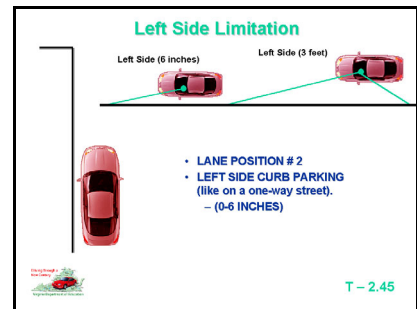 Left Side Limitation
Left Side (6 inches)
Left Side (3 feet)
• LANE POSITION # 2
• LEFT SIDE CURB PARKING
(like on a one-way street).
– (0-6 INCHES)
T – 2.45